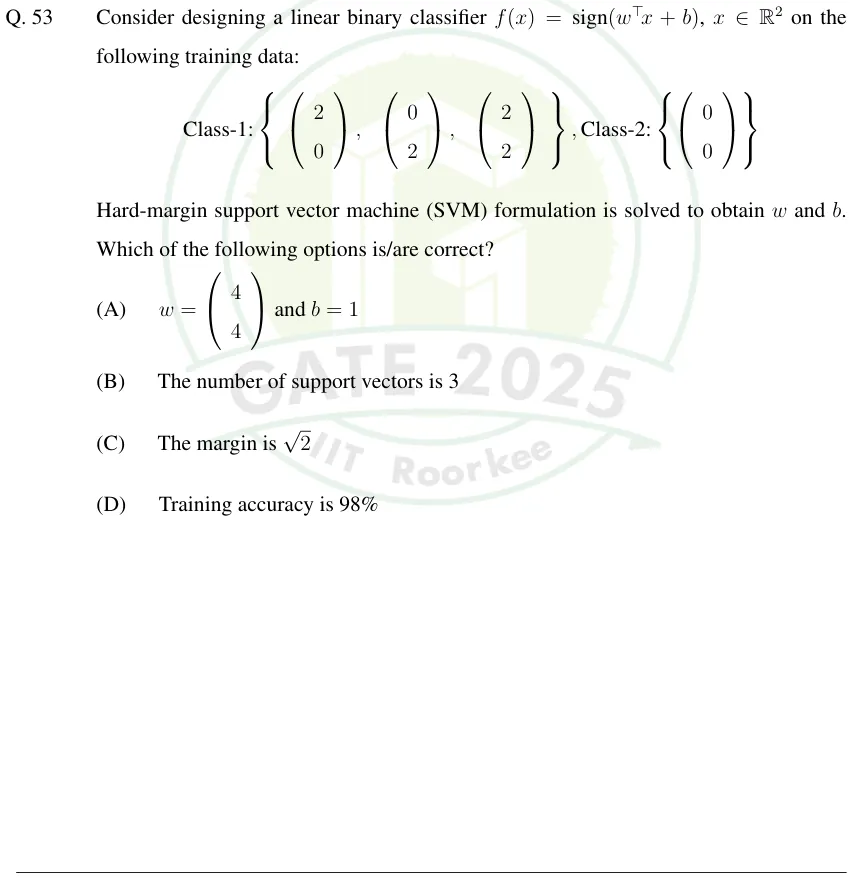 Q. 53 Consider designing a linear binary classifier f(x) = sign(w⊤x + b), x ∈ ℝ² on the
following training data:
Class-1: { ( 2 0 ) , ( 0 2 ) , ( 2 2 ) } , Class-2: { ( 0 0 ) }
Hard-margin support vector machine (SVM) formulation is solved to obtain w and b.
Which of the following options is/are correct?
(A) w = ( 4 4 ) and b = 1
(B) The number of support vectors is 3
(C) The margin is √2
(D) Training accuracy is 98%
GATE 2025
IIT Roorkee